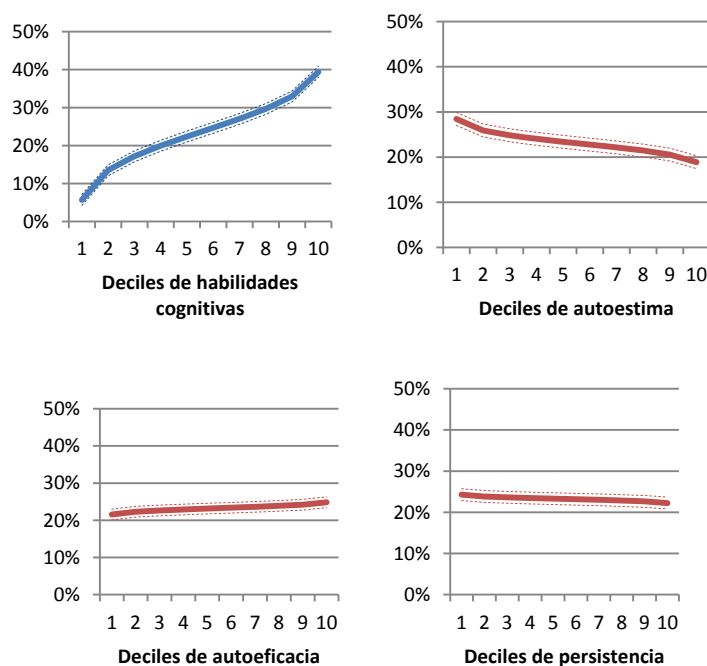 50%
40%
30%
20%
10%
0%
1 2 3 4 5 6 7 8 9 10
Deciles de habilidades
cognitivas
50%
40%
30%
20%
10%
0%
1 2 3 4 5 6 7 8 9 10
Deciles de autoestima
50%
40%
30%
20%
10%
0%
1 2 3 4 5 6 7 8 9 10
Deciles de autoeficacia
50%
40%
30%
20%
10%
0%
1 2 3 4 5 6 7 8 9 10
Deciles de persistencia